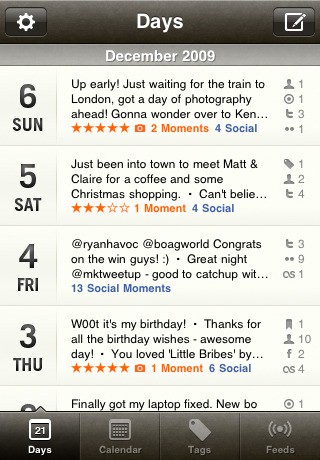 Days
December 2009
6
SUN
Up early! Just waiting for the train to
London, got a day of photography
ahead! Gonna wonder over to Ken…
2 Moments 4 Social
1
1
3
1
5
SAT
Just been into town to meet Matt &
Claire for a coffee and some
Christmas shopping. • Can't belie…
1 Moment 4 Social
1
2
4
4
FRI
@ryanhavoc @boagworld Congrats
on the win guys! :) • Great night
@mktweetup - good to catchup wit…
13 Social Moments
3
9
1
3
THU
W00t it's my birthday! • Thanks for
all the birthday wishes - awesome
day! • You loved 'Little Bribes' by…
1 Moment 6 Social
1
10
2
4
Finally got my laptop fixed. New bo
1
21
Days
Calendar
Tags
Feeds